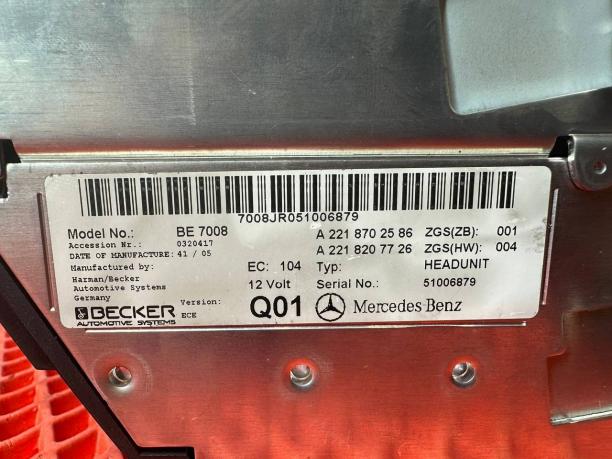 7008JR051006879
Model No.: BE 7008 A 221 870 25 86 ZGS(ZB): 001
Accession Nr.: 0320417 A 221 820 77 26 ZGS(HW): 004
DATE OF MANUFACTURE: 41 / 05
Manufactured by: EC: 104 Typ: HEADUNIT
Harman/Becker
Automotive Systems 12 Volt Serial No.: 51006879
Germany
Version: Q01 Mercedes Benz
BECKER ECE
AUTOMOTIVE SYSTEMS